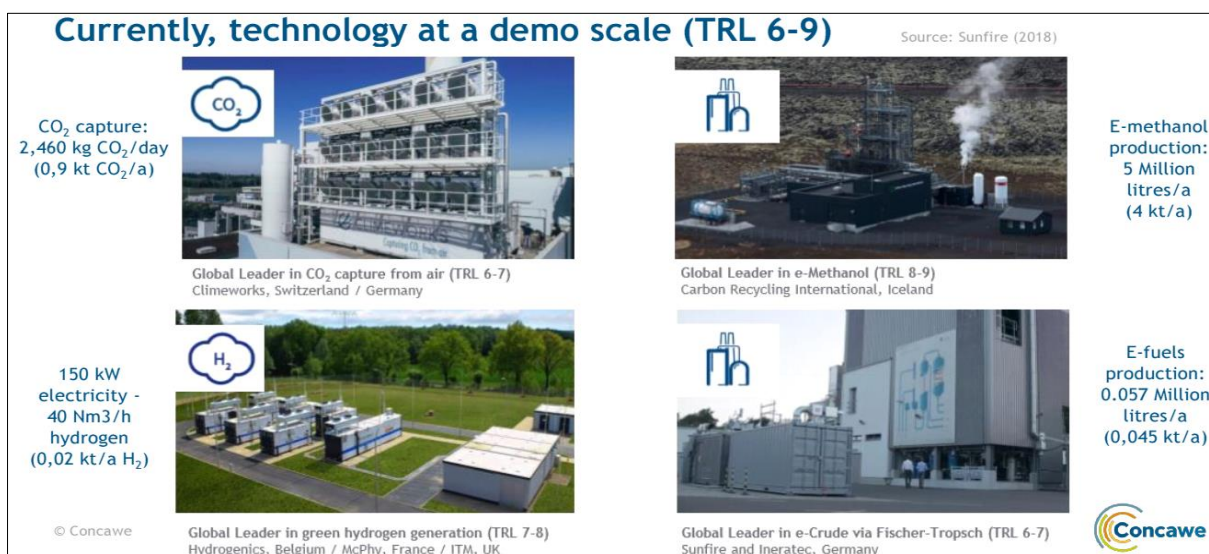 Currently, technology at a demo scale (TRL 6-9)
Source: Sunfire (2018)
CO₂
CO₂ capture:
2,460 kg CO₂/day
(0,9 kt CO₂/a)
Capturing CO₂ from air
Global Leader in CO₂ capture from air (TRL 6-7)
Climeworks, Switzerland / Germany
E-methanol
production:
5 Million
litres/a
(4 kt/a)
Global Leader in e-Methanol (TRL 8-9)
Carbon Recycling International, Iceland
H₂
150 kW
electricity -
40 Nm3/h
hydrogen
(0,02 kt/a H₂)
Global Leader in green hydrogen generation (TRL 7-8)
Hydrogenics, Belgium / McPhy, France / ITM, UK
E-fuels
production:
0.057 Million
litres/a
(0,045 kt/a)
Global Leader in e-Crude via Fischer-Tropsch (TRL 6-7)
Sunfire and Ineratec, Germany
© Concawe
Concawe